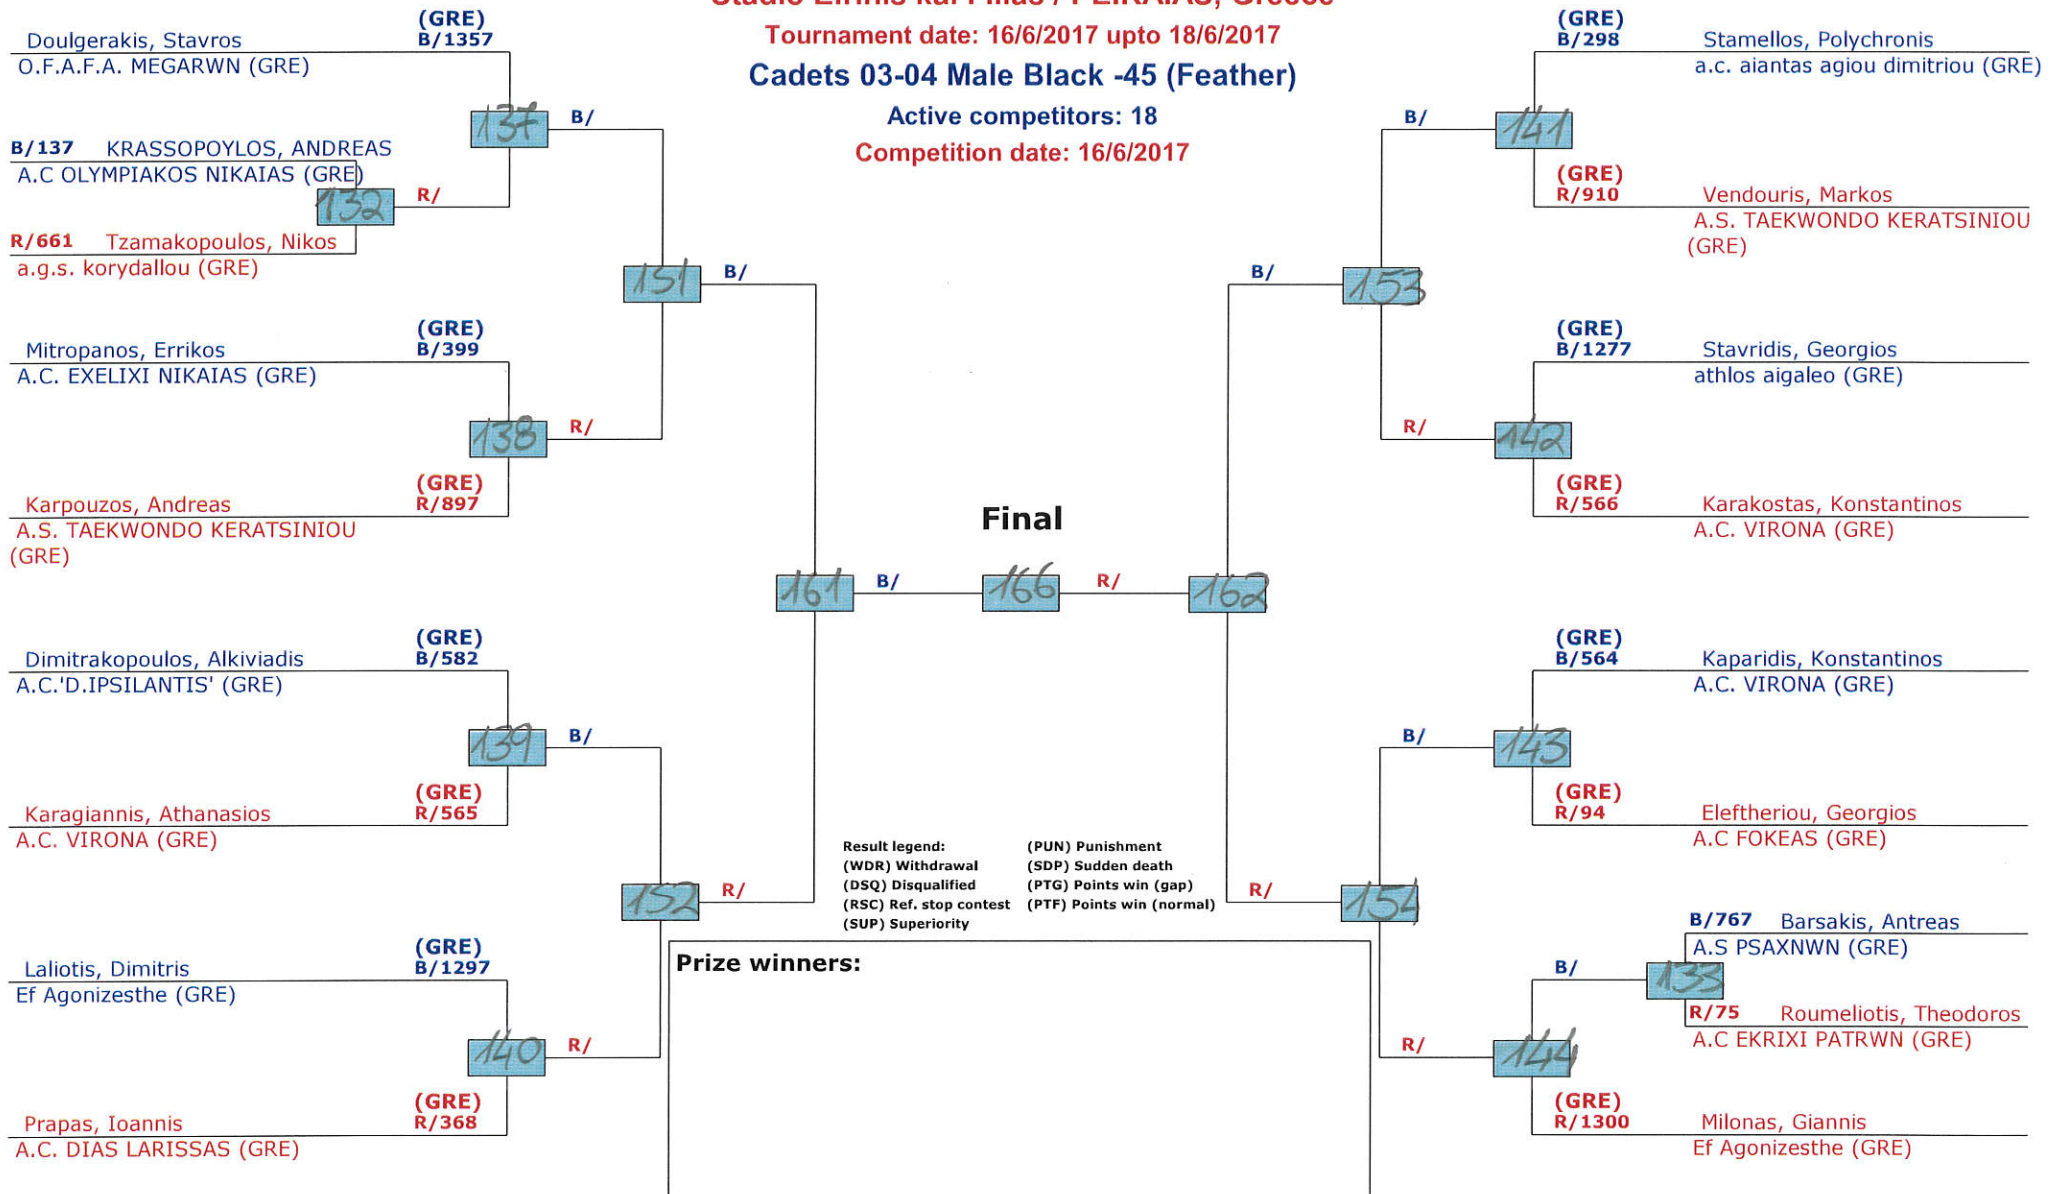 Tournament date: 16/6/2017 upto 18/6/2017
Cadets 03-04 Male Black -45 (Feather)
Active competitors: 18
Competition date: 16/6/2017
(GRE)
Doulgerakis, Stavros B/1357
O.F.A.F.A. MEGARWN (GRE)
137 B/
B/137 KRASSOPOYLOS, ANDREAS
A.C OLYMPIAKOS NIKAIAS (GRE)
132 R/
R/661 Tzamakopoulos, Nikos
a.g.s. korydallou (GRE)
151 B/
(GRE)
Mitropanos, Errikos B/399
A.C. EXELIXI NIKAIAS (GRE)
138 R/
(GRE)
Karpouzos, Andreas R/897
A.S. TAEKWONDO KERATSINIOU
(GRE)
161 B/
(GRE)
Dimitrakopoulos, Alkiviadis B/582
A.C.'D.IPSILANTIS' (GRE)
139 B/
(GRE)
Karagiannis, Athanasios R/565
A.C. VIRONA (GRE)
152 R/
(GRE)
Laliotis, Dimitris B/1297
Ef Agonizesthe (GRE)
140 R/
(GRE)
Prapas, Ioannis R/368
A.C. DIAS LARISSAS (GRE)
Final
166
R/ 162
(GRE)
B/298 Stamellos, Polychronis
a.c. aiantas agiou dimitriou (GRE)
B/ 141
(GRE)
R/910 Vendouris, Markos
A.S. TAEKWONDO KERATSINIOU
(GRE)
B/ 153
(GRE)
B/1277 Stavridis, Georgios
athlos aigaleo (GRE)
R/ 142
(GRE)
R/566 Karakostas, Konstantinos
A.C. VIRONA (GRE)
(GRE)
B/564 Kaparidis, Konstantinos
A.C. VIRONA (GRE)
B/ 143
(GRE)
R/94 Eleftheriou, Georgios
A.C FOKEAS (GRE)
R/ 154
B/767 Barsakis, Antreas
A.S PSAXNWN (GRE)
B/ 133
R/75 Roumeliotis, Theodoros
A.C EKRIXI PATRWN (GRE)
R/ 144
(GRE)
R/1300 Milonas, Giannis
Ef Agonizesthe (GRE)
Result legend: (PUN) Punishment
(WDR) Withdrawal (SDP) Sudden death
(DSQ) Disqualified (PTG) Points win (gap)
(RSC) Ref. stop contest (PTF) Points win (normal)
(SUP) Superiority
Prize winners: